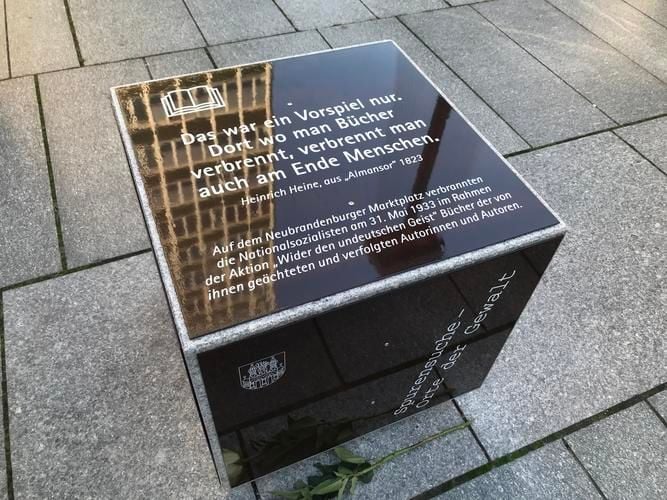 Das war ein Vorspiel nur.
Dort wo man Bücher
verbrennt, verbrennt man
auch am Ende Menschen.
Heinrich Heine, aus „Almansor“ 1823
Auf dem Neubrandenburger Marktplatz verbrannten
die Nationalsozialisten am 31. Mai 1933 im Rahmen
der Aktion „Wider den undeutschen Geist“ Bücher der von
ihnen geächteten und verfolgten Autorinnen und Autoren.
spurensuche –
Orte der Gewalt